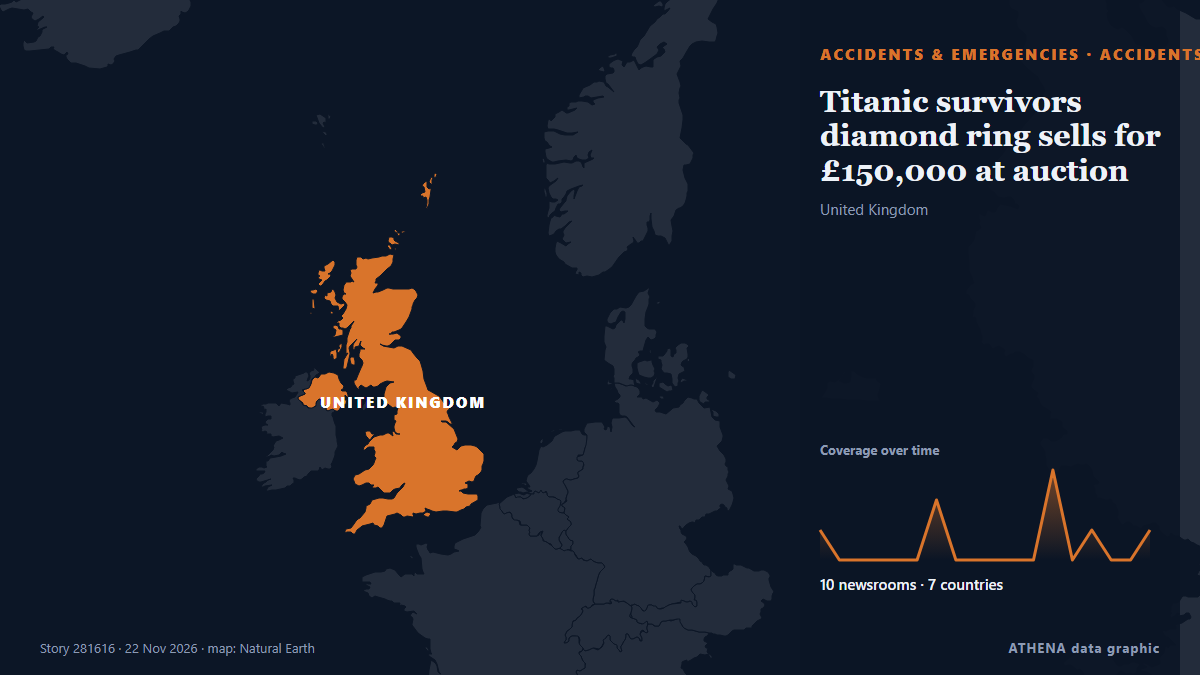 ACCIDENTS & EMERGENCIES · ACCIDENTS
Titanic survivors
diamond ring sells for
£150,000 at auction
United Kingdom
UNITED KINGDOM
Coverage over time
10 newsrooms · 7 countries
Story 281616 · 22 Nov 2026 · map: Natural Earth
ATHENA data graphic